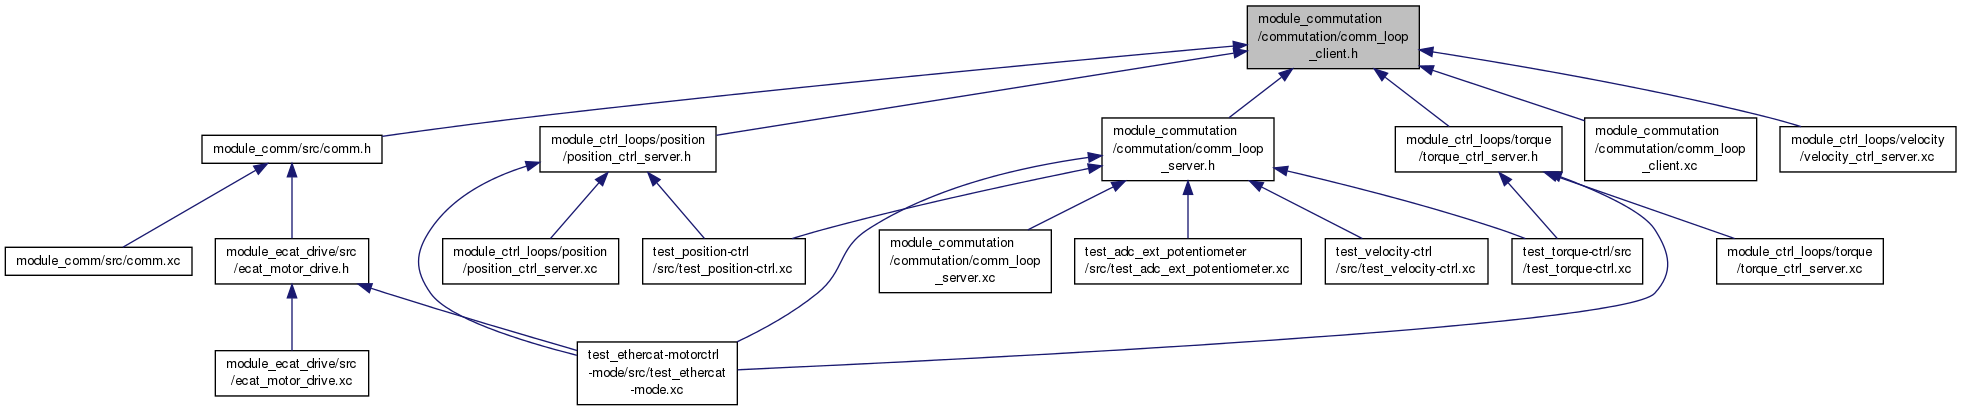 module_commutation
/commutation/comm_loop
_client.h
module_comm/src/comm.h
module_ctrl_loops/position
/position_ctrl_server.h
module_commutation
/commutation/comm_loop
_server.h
module_ctrl_loops/torque
/torque_ctrl_server.h
module_commutation
/commutation/comm_loop
_client.xc
module_ctrl_loops/velocity
/velocity_ctrl_server.xc
module_comm/src/comm.xc
module_ecat_drive/src
/ecat_motor_drive.h
module_ctrl_loops/position
/position_ctrl_server.xc
test_position-ctrl
/src/test_position-ctrl.xc
module_commutation
/commutation/comm_loop
_server.xc
test_adc_ext_potentiometer
/src/test_adc_ext_potentiometer.xc
test_velocity-ctrl
/src/test_velocity-ctrl.xc
test_torque-ctrl/src
/test_torque-ctrl.xc
module_ctrl_loops/torque
/torque_ctrl_server.xc
module_ecat_drive/src
/ecat_motor_drive.xc
test_ethercat-motorctrl
-mode/src/test_ethercat
-mode.xc